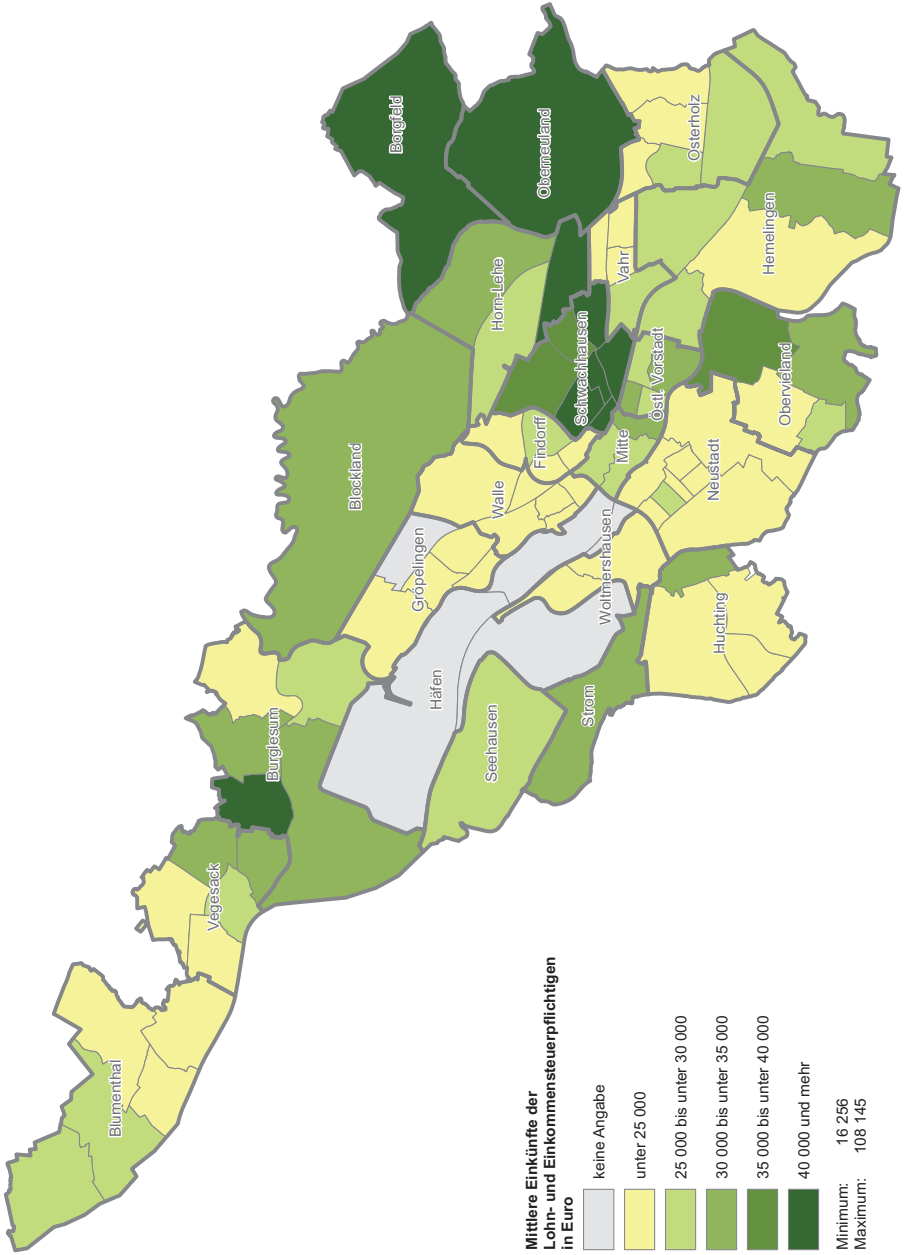 Mittlere Einkünfte der
Lohn- und Einkommensteuerpflichtigen
in Euro
keine Angabe
unter 25 000
25 000 bis unter 30 000
30 000 bis unter 35 000
35 000 bis unter 40 000
40 000 und mehr
Minimum: 16 256
Maximum: 108 145
Blumenthal
Vegesack
Burglesum
Seehausen
Strom
Häfen
Gröpelingen
Blockland
Walle
Findorff
Woltmershausen
Huchting
Neustadt
Mitte
Östl. Vorstadt
Schwachhausen
Horn-Lehe
Borgfeld
Oberneuland
Vahr
Osterholz
Hemelingen
Obervieland